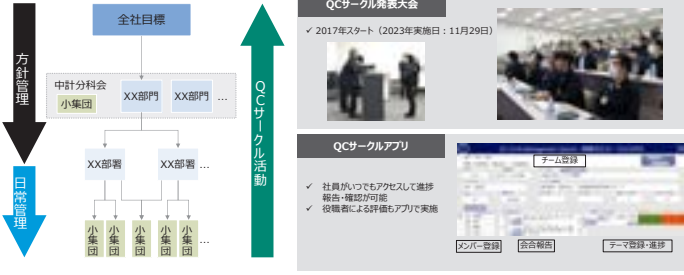 方針管理
日常管理
全社目標
中計分科会
小集団
XX部門
XX部門
…
XX部署
XX部署
…
小集団
小集団
小集団
小集団
小集団
…
QCサークル活動
QCサークル発表大会
✓ 2017年スタート（2023年実施日：11月29日）
QCサークルアプリ
✓ 社員がいつでもアクセスして進捗
報告・確認が可能
✓ 役職者による評価もアプリで実施
チーム登録
メンバー登録
会合報告
テーマ登録・進捗